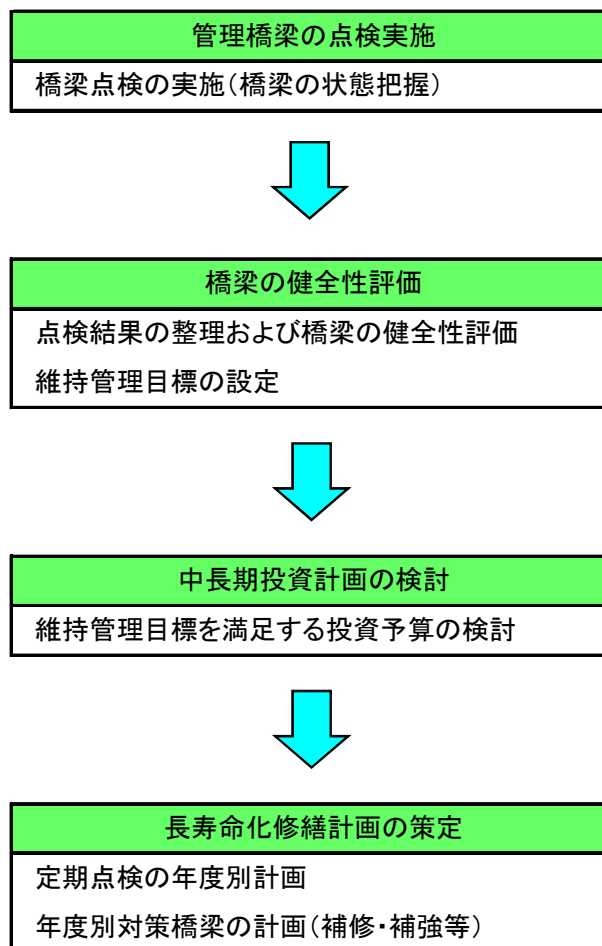 管理橋梁の点検実施
橋梁点検の実施(橋梁の状態把握)
橋梁の健全性評価
点検結果の整理および橋梁の健全性評価
維持管理目標の設定
中長期投資計画の検討
維持管理目標を満足する投資予算の検討
長寿命化修繕計画の策定
定期点検の年度別計画
年度別対策橋梁の計画(補修・補強等)